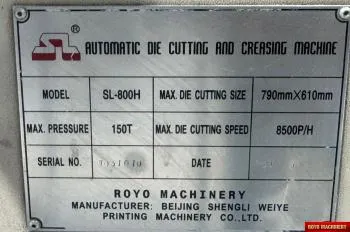 ®
AUTOMATIC DIE CUTTING AND CREASING MACHINE
MODEL SL-800H MAX. DIE CUTTING SIZE 790mm×610mm
MAX. PRESSURE 150T MAX. DIE CUTTING SPEED 8500P/H
SERIAL NO. DATE
ROYO MACHINERY
MANUFACTURER: BEIJING SHENGLI WEIYE
PRINTING MACHINERY CO.,LTD.
ROYO MACHINERY